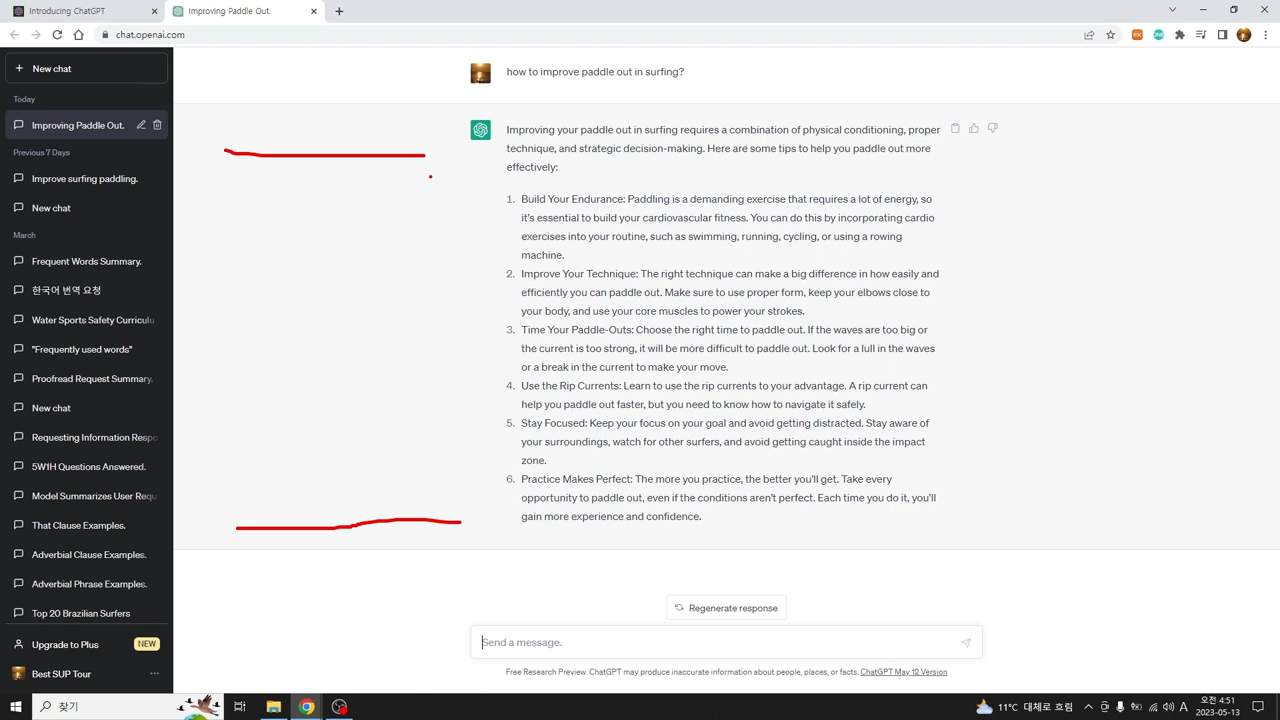 Introducing ChatGPT
Improving Paddle Out.
chat.openai.com
New chat
Today
Improving Paddle Out.
Previous 7 Days
Improve surfing paddling.
New chat
March
Frequent Words Summary.
한국어 번역 요청
Water Sports Safety Curriculu
"Frequently used words"
Proofread Request Summary.
New chat
Requesting Information Respo
5W1H Questions Answered.
Model Summarizes User Requ
That Clause Examples.
Adverbial Clause Examples.
Adverbial Phrase Examples.
Top 20 Brazilian Surfers
Upgrade to Plus
NEW
Best SUP Tour
how to improve paddle out in surfing?
Improving your paddle out in surfing requires a combination of physical conditioning, proper
technique, and strategic decision-making. Here are some tips to help you paddle out more
effectively:
1. Build Your Endurance: Paddling is a demanding exercise that requires a lot of energy, so
it's essential to build your cardiovascular fitness. You can do this by incorporating cardio
exercises into your routine, such as swimming, running, cycling, or using a rowing
machine.
2. Improve Your Technique: The right technique can make a big difference in how easily and
efficiently you can paddle out. Make sure to use proper form, keep your elbows close to
your body, and use your core muscles to power your strokes.
3. Time Your Paddle-Outs: Choose the right time to paddle out. If the waves are too big or
the current is too strong, it will be more difficult to paddle out. Look for a lull in the waves
or a break in the current to make your move.
4. Use the Rip Currents: Learn to use the rip currents to your advantage. A rip current can
help you paddle out faster, but you need to know how to navigate it safely.
5. Stay Focused: Keep your focus on your goal and avoid getting distracted. Stay aware of
your surroundings, watch for other surfers, and avoid getting caught inside the impact
zone.
6. Practice Makes Perfect: The more you practice, the better you'll get. Take every
opportunity to paddle out, even if the conditions aren't perfect. Each time you do it, you'll
gain more experience and confidence.
Regenerate response
Send a message.
Free Research Preview. ChatGPT may produce inaccurate information about people, places, or facts. ChatGPT May 12 Version
찾기
11°C 대체로 흐림
A
오전 4:51
2023-05-13